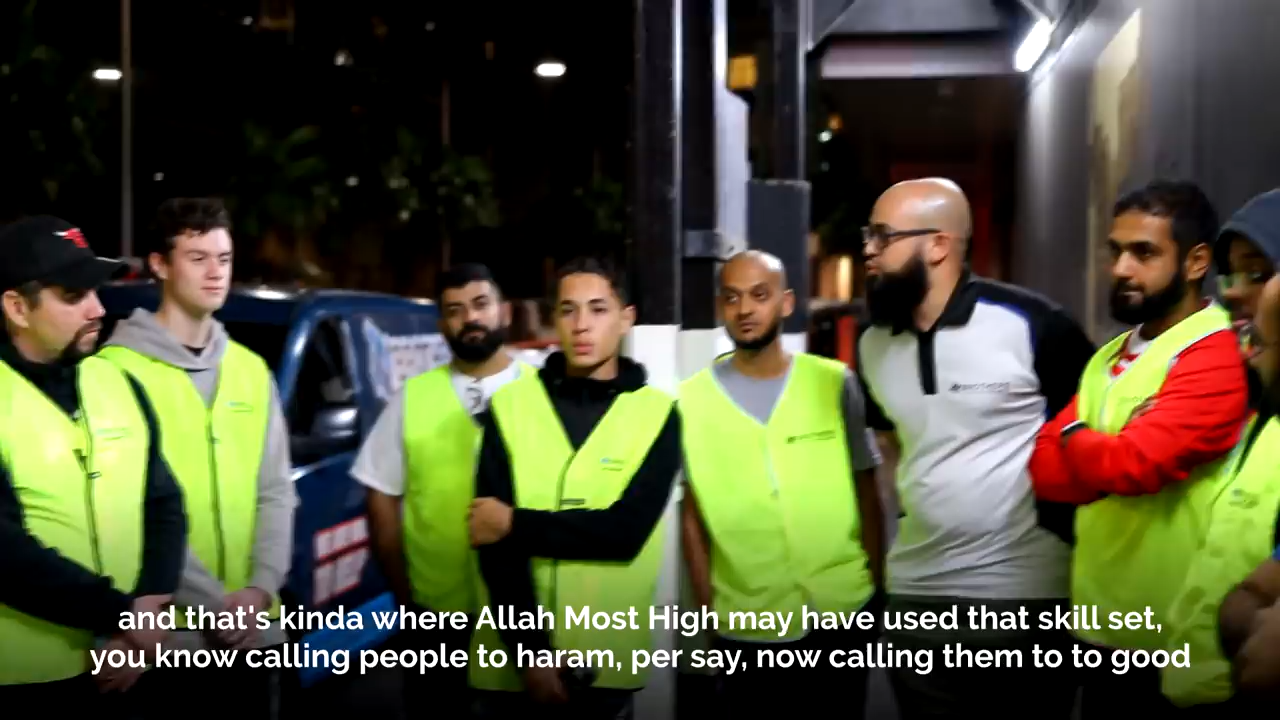 and that's kinda where Allah Most High may have used that skill set,
you know calling people to haram, per say, now calling them to to good